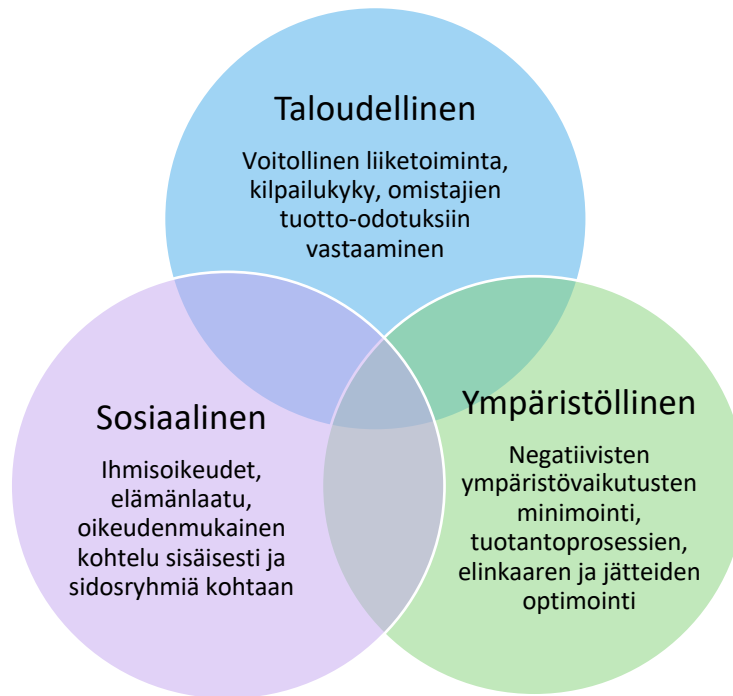 Taloudellinen
Voitollinen liiketoiminta,
kilpailukyky, omistajien
tuotto-odotuksiin
vastaaminen
Sosiaalinen
Ihmisoikeudet,
elämänlaatu,
oikeudenmukainen
kohtelu sisäisesti ja
sidosryhmiä kohtaan
Ympäristöllinen
Negatiivisten
ympäristövaikutusten
minimointi,
tuotantoprosessien,
elinkaaren ja jätteiden
optimointi